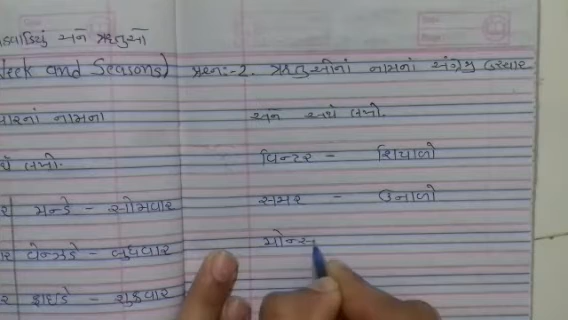 અઠવાડિયું અને ઋતુઓ
Week and Seasons)
વારનાં નામના
લખો.
મન્ડે - સોમવાર
વેન્સડે - બુધવાર
ફ્રાઇડે - શુક્રવાર
પ્રશ્ન:-2. ઋતુઓનાં નામનાં અંગ્રેજી ઉચ્ચાર
અને અર્થ લખો.
વિન્ટર - શિયાળો
સમર - ઉનાળો
મોન્સ